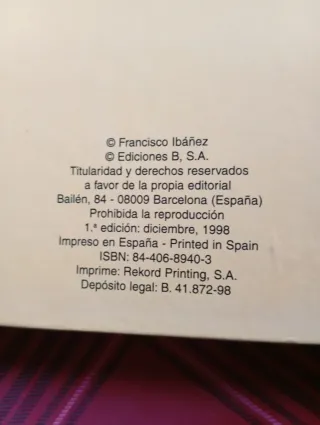 © Francisco Ibáñez
© Ediciones B, S.A.
Titularidad y derechos reservados
a favor de la propia editorial
Bailén, 84 - 08009 Barcelona (España)
Prohibida la reproducción
1.ª edición: diciembre, 1998
Impreso en España - Printed in Spain
ISBN: 84-406-8940-3
Imprime: Rekord Printing, S.A.
Depósito legal: B. 41.872-98